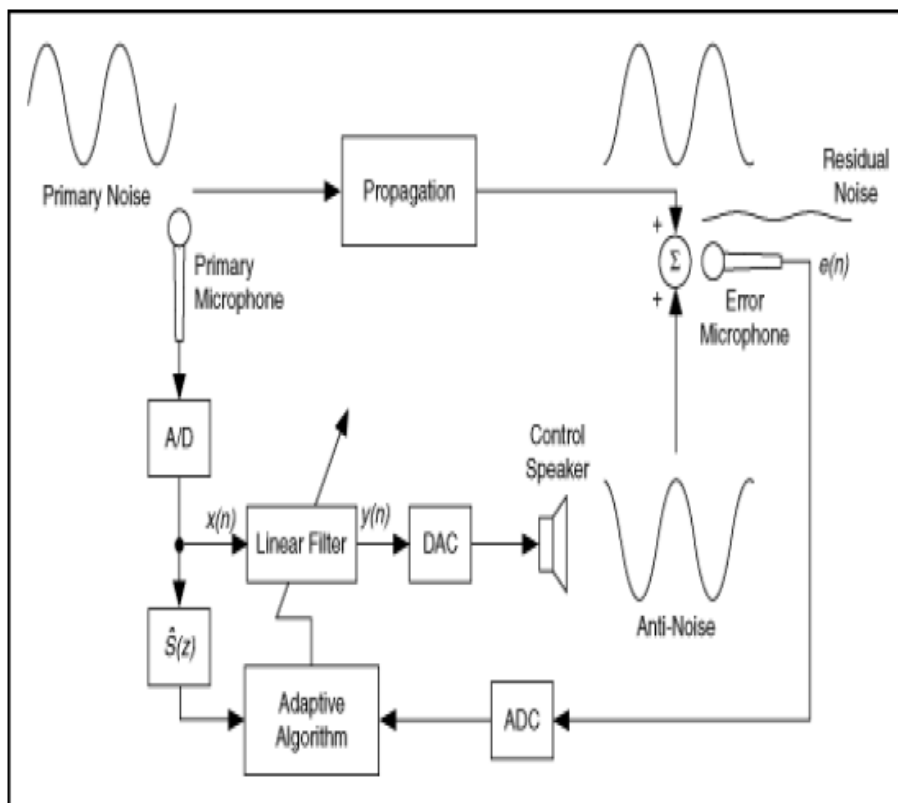 Primary Noise
Propagation
Residual
Noise
Primary
Microphone
+
Σ
+
e(n)
Error
Microphone
A/D
Control
Speaker
x(n)
Linear Filter
y(n)
DAC
Anti-Noise
Ŝ(z)
Adaptive
Algorithm
ADC